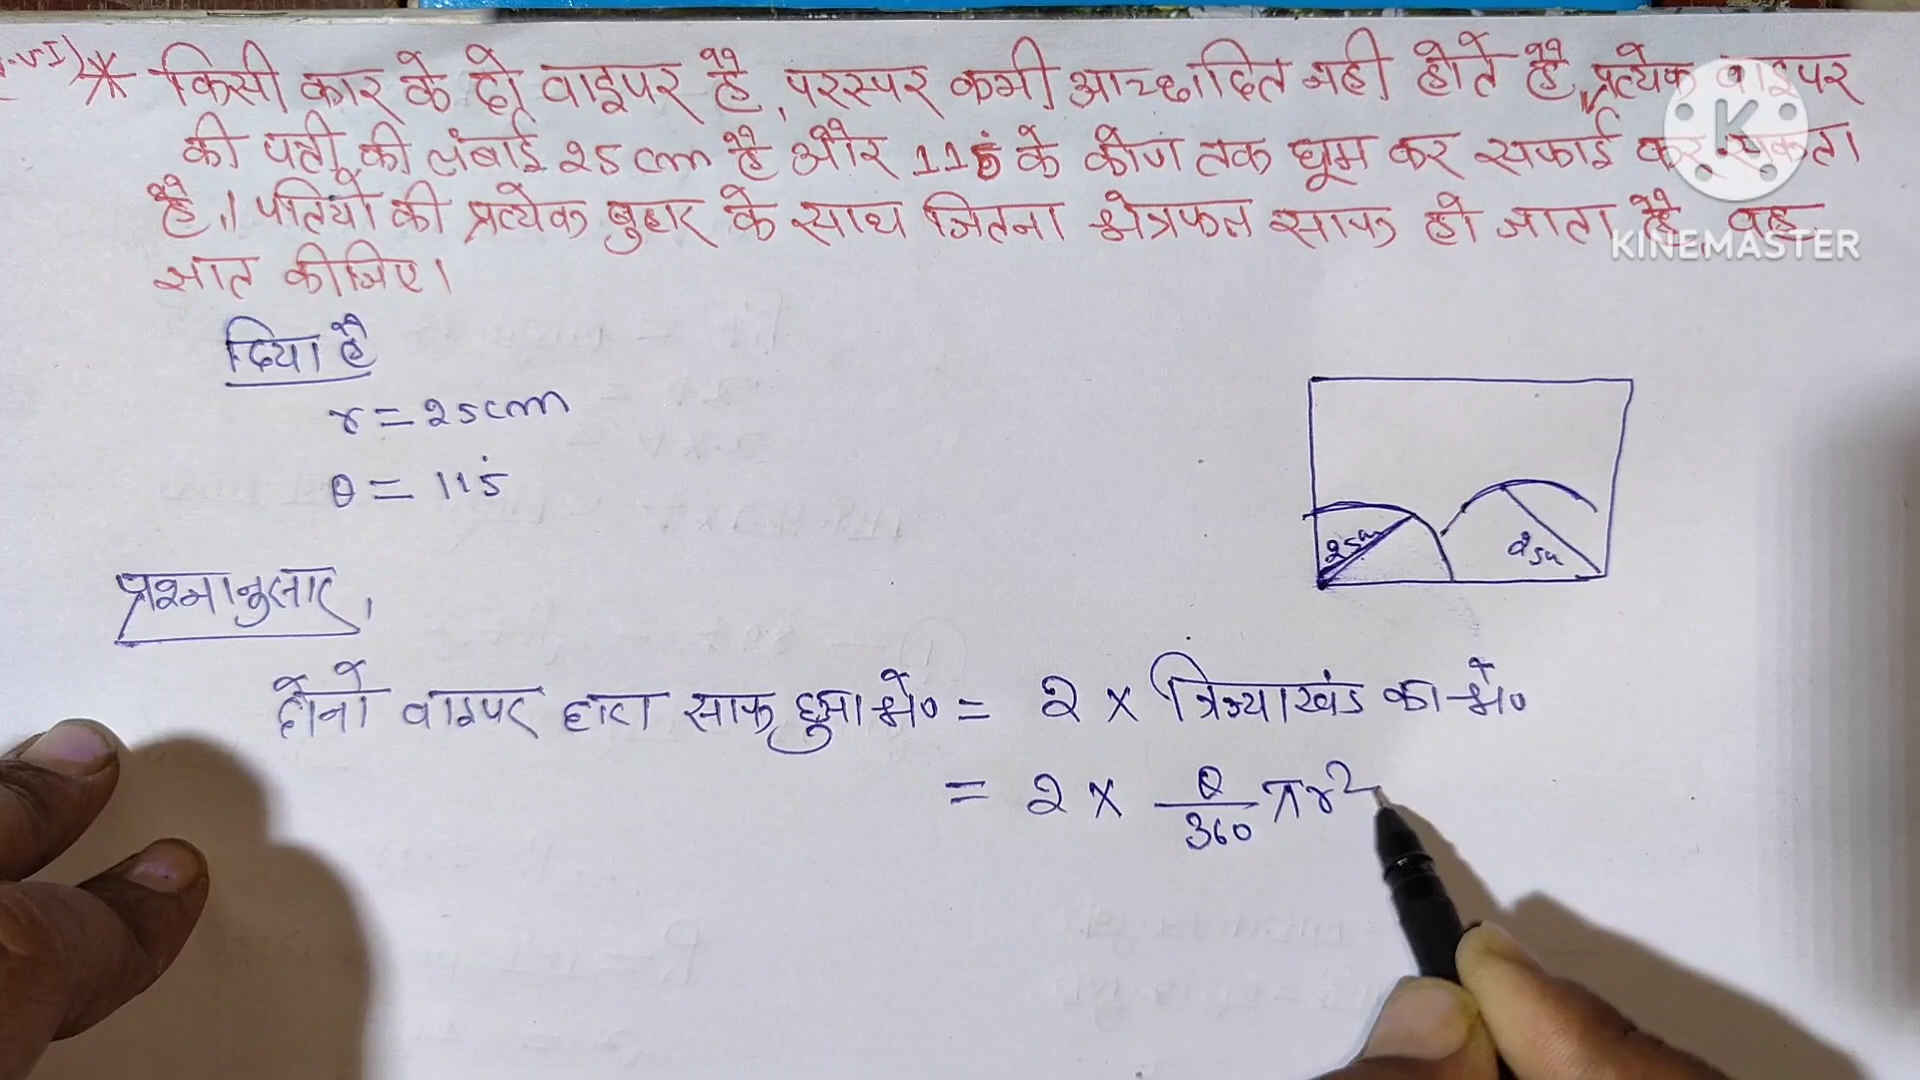 * किसी कार के दो वाइपर है, परस्पर कभी आच्छादित नही होते है, प्रत्येक वाइपर
की पत्ती की लंबाई 25 cm है और 115° के कोण तक घूम कर सफाई कर सकता
है।। पतियो की प्रत्येक बुहार के साथ जितना क्षेत्रफल साफ हो जाता है, वह
ज्ञात कीजिए।
KINEMASTER
दिया है
r = 25cm
θ = 115°
25cm
25cm
प्रश्नानुसार,
दोनो वाइपर द्वारा साफ हुआ क्षे० = 2 × त्रिज्याखंड का क्षे०
= 2 × θ/360 πr²